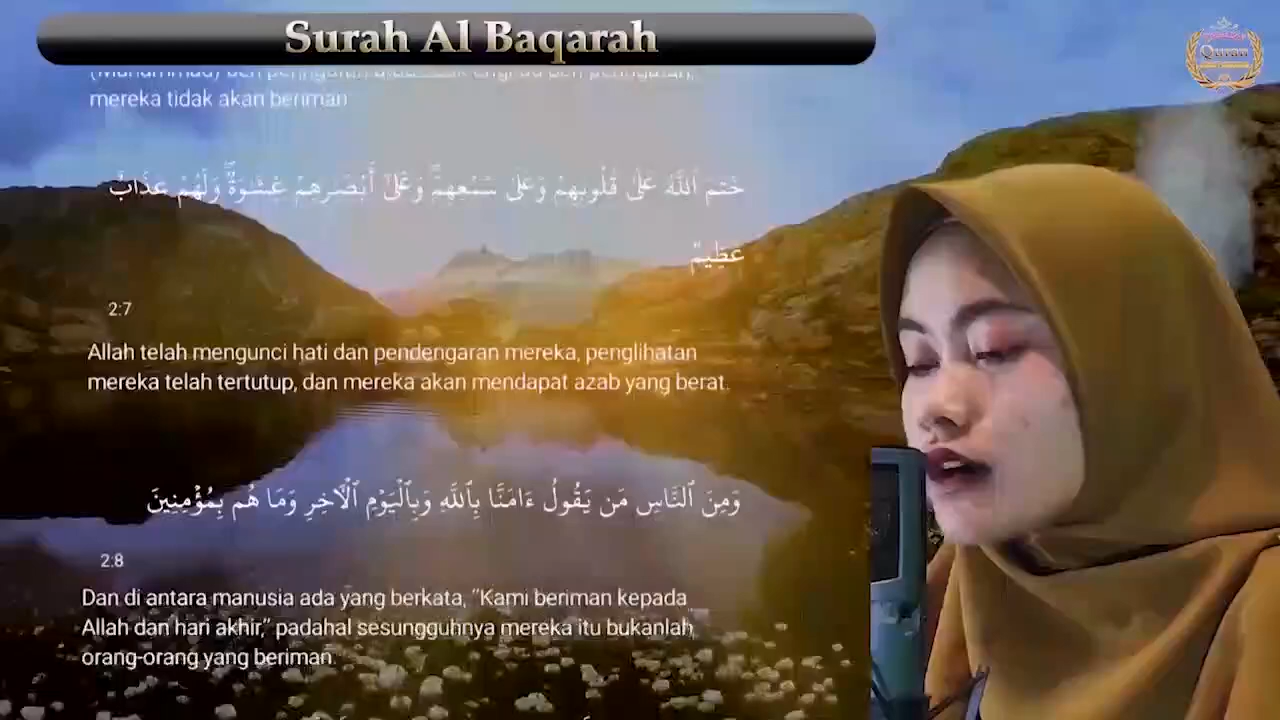 Surah Al Baqarah
Quran
mereka tidak akan beriman
خَتَمَ ٱللَّهُ عَلَىٰ قُلُوبِهِمْ وَعَلَىٰ سَمْعِهِمْ ۖ وَعَلَىٰٓ أَبْصَٰرِهِمْ غِشَٰوَةٌ ۖ وَلَهُمْ عَذَابٌ
عَظِيمٌ
2:7
Allah telah mengunci hati dan pendengaran mereka, penglihatan
mereka telah tertutup, dan mereka akan mendapat azab yang berat.
وَمِنَ ٱلنَّاسِ مَن يَقُولُ ءَامَنَّا بِٱللَّهِ وَبِٱلْيَوْمِ ٱلْءَاخِرِ وَمَا هُم بِمُؤْمِنِينَ
2:8
Dan di antara manusia ada yang berkata, “Kami beriman kepada
Allah dan hari akhir,” padahal sesungguhnya mereka itu bukanlah
orang-orang yang beriman.